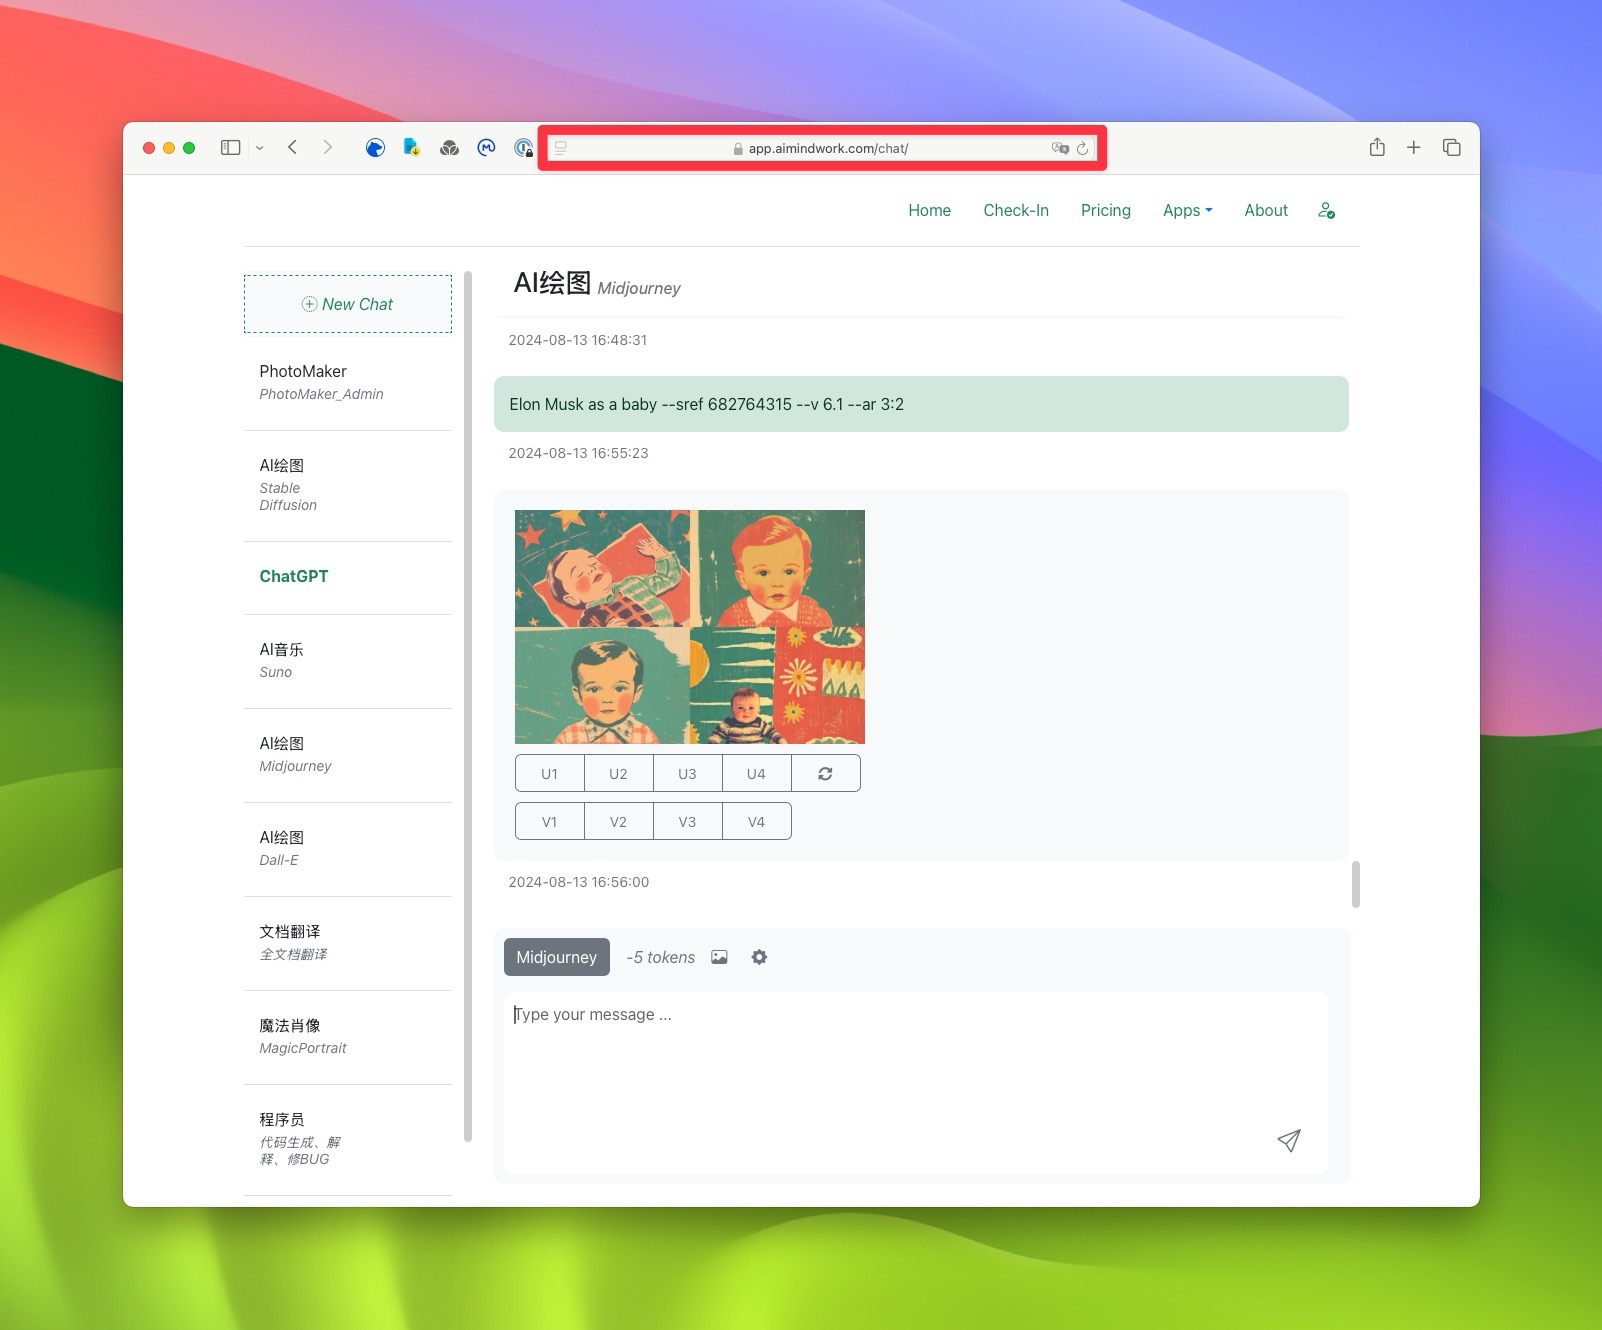 app.aimindwork.com/chat/
Home
Check-In
Pricing
Apps
About
New Chat
PhotoMaker
PhotoMaker_Admin
AI绘图
Stable
Diffusion
ChatGPT
AI音乐
Suno
AI绘图
Midjourney
AI绘图
Dall-E
文档翻译
全文档翻译
魔法肖像
MagicPortrait
程序员
代码生成、解
释、修BUG
AI绘图 Midjourney
2024-08-13 16:48:31
Elon Musk as a baby --sref 682764315 --v 6.1 --ar 3:2
2024-08-13 16:55:23
U1
U2
U3
U4
V1
V2
V3
V4
2024-08-13 16:56:00
Midjourney
-5 tokens
Type your message ...